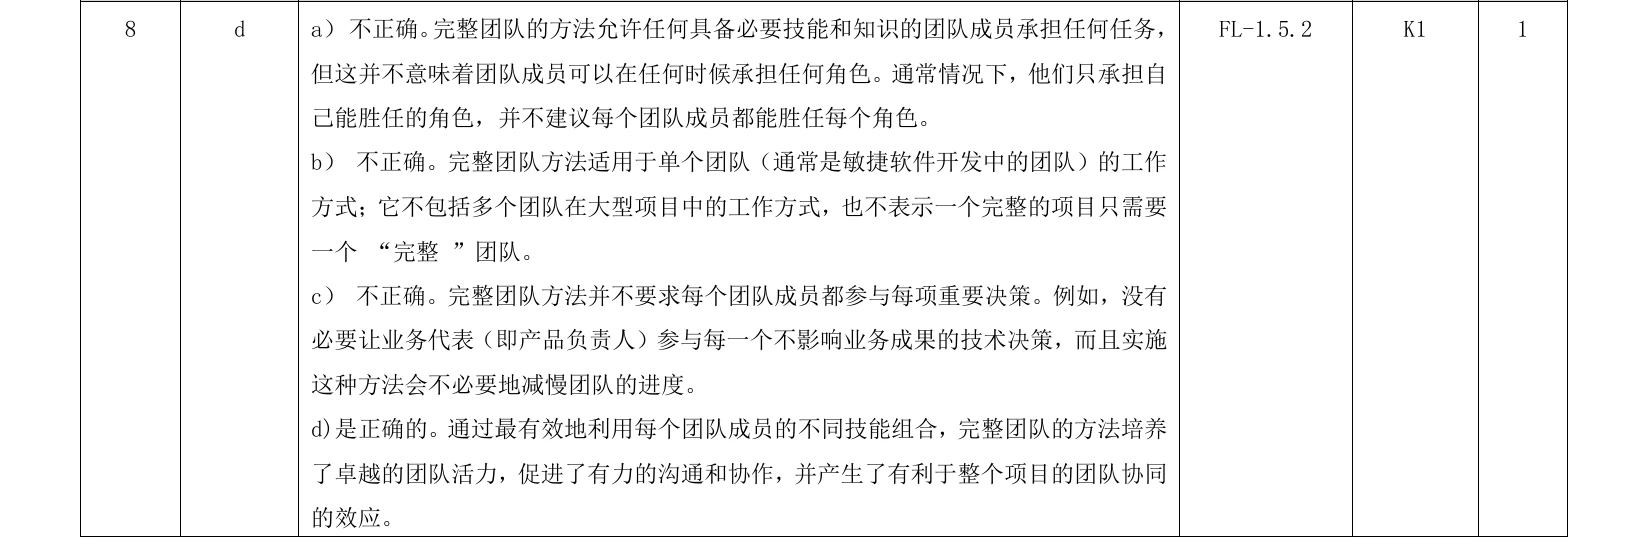 8
d
a） 不正确。完整团队的方法允许任何具备必要技能和知识的团队成员承担任何任务，
但这并不意味着团队成员可以在任何时候承担任何角色。通常情况下，他们只承担自
己能胜任的角色，并不建议每个团队成员都能胜任每个角色。
b） 不正确。完整团队方法适用于单个团队（通常是敏捷软件开发中的团队）的工作
方式；它不包括多个团队在大型项目中的工作方式，也不表示一个完整的项目只需要
一个 “完整 ”团队。
c） 不正确。完整团队方法并不要求每个团队成员都参与每项重要决策。例如，没有
必要让业务代表（即产品负责人）参与每一个不影响业务成果的技术决策，而且实施
这种方法会不必要地减慢团队的进度。
d)是正确的。通过最有效地利用每个团队成员的不同技能组合，完整团队的方法培养
了卓越的团队活力，促进了有力的沟通和协作，并产生了有利于整个项目的团队协同
的效应。
FL-1.5.2
K1
1